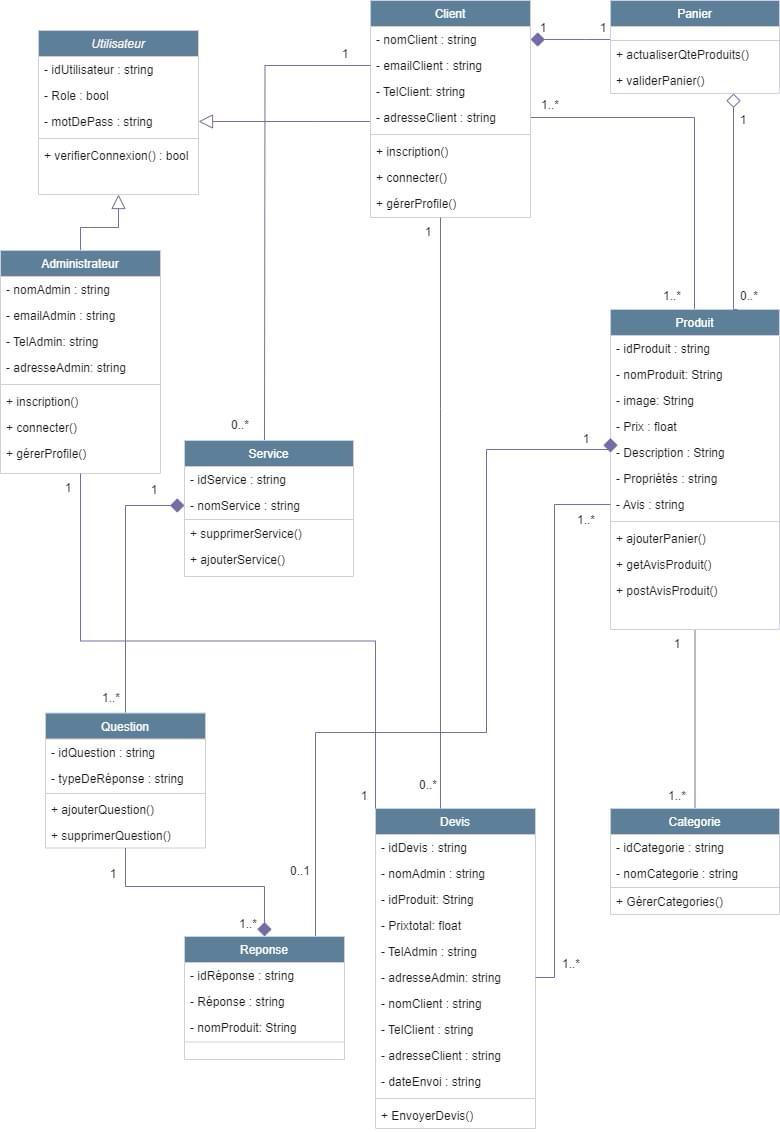 Utilisateur
- idUtilisateur : string
- Role : bool
- motDePass : string
+ verifierConnexion() : bool
Client
- nomClient : string
- emailClient : string
- TelClient: string
- adresseClient : string
+ inscription()
+ connecter()
+ gérerProfile()
Panier
+ actualiserQteProduits()
+ validerPanier()
1
1
1
1..*
1
1
1..*
0..*
Administrateur
- nomAdmin : string
- emailAdmin : string
- TelAdmin: string
- adresseAdmin: string
+ inscription()
+ connecter()
+ gérerProfile()
Produit
- idProduit : string
- nomProduit: String
- image: String
- Prix : float
- Description : String
- Propriétés : string
- Avis : string
+ ajouterPanier()
+ getAvisProduit()
+ postAvisProduit()
0..*
1
1
1
1..*
Service
- idService : string
- nomService : string
+ supprimerService()
+ ajouterService()
1
1..*
Question
- idQuestion : string
- typeDeRéponse : string
+ ajouterQuestion()
+ supprimerQuestion()
0..*
1
1..*
Devis
- idDevis : string
- nomAdmin : string
- idProduit: String
- Prixtotal: float
- TelAdmin : string
- adresseAdmin: string
- nomClient : string
- TelClient : string
- adresseClient : string
- dateEnvoi : string
+ EnvoyerDevis()
Categorie
- idCategorie : string
- nomCategorie : string
+ GérerCategories()
1
0..1
1..*
1..*
Reponse
- idRéponse : string
- Réponse : string
- nomProduit: String